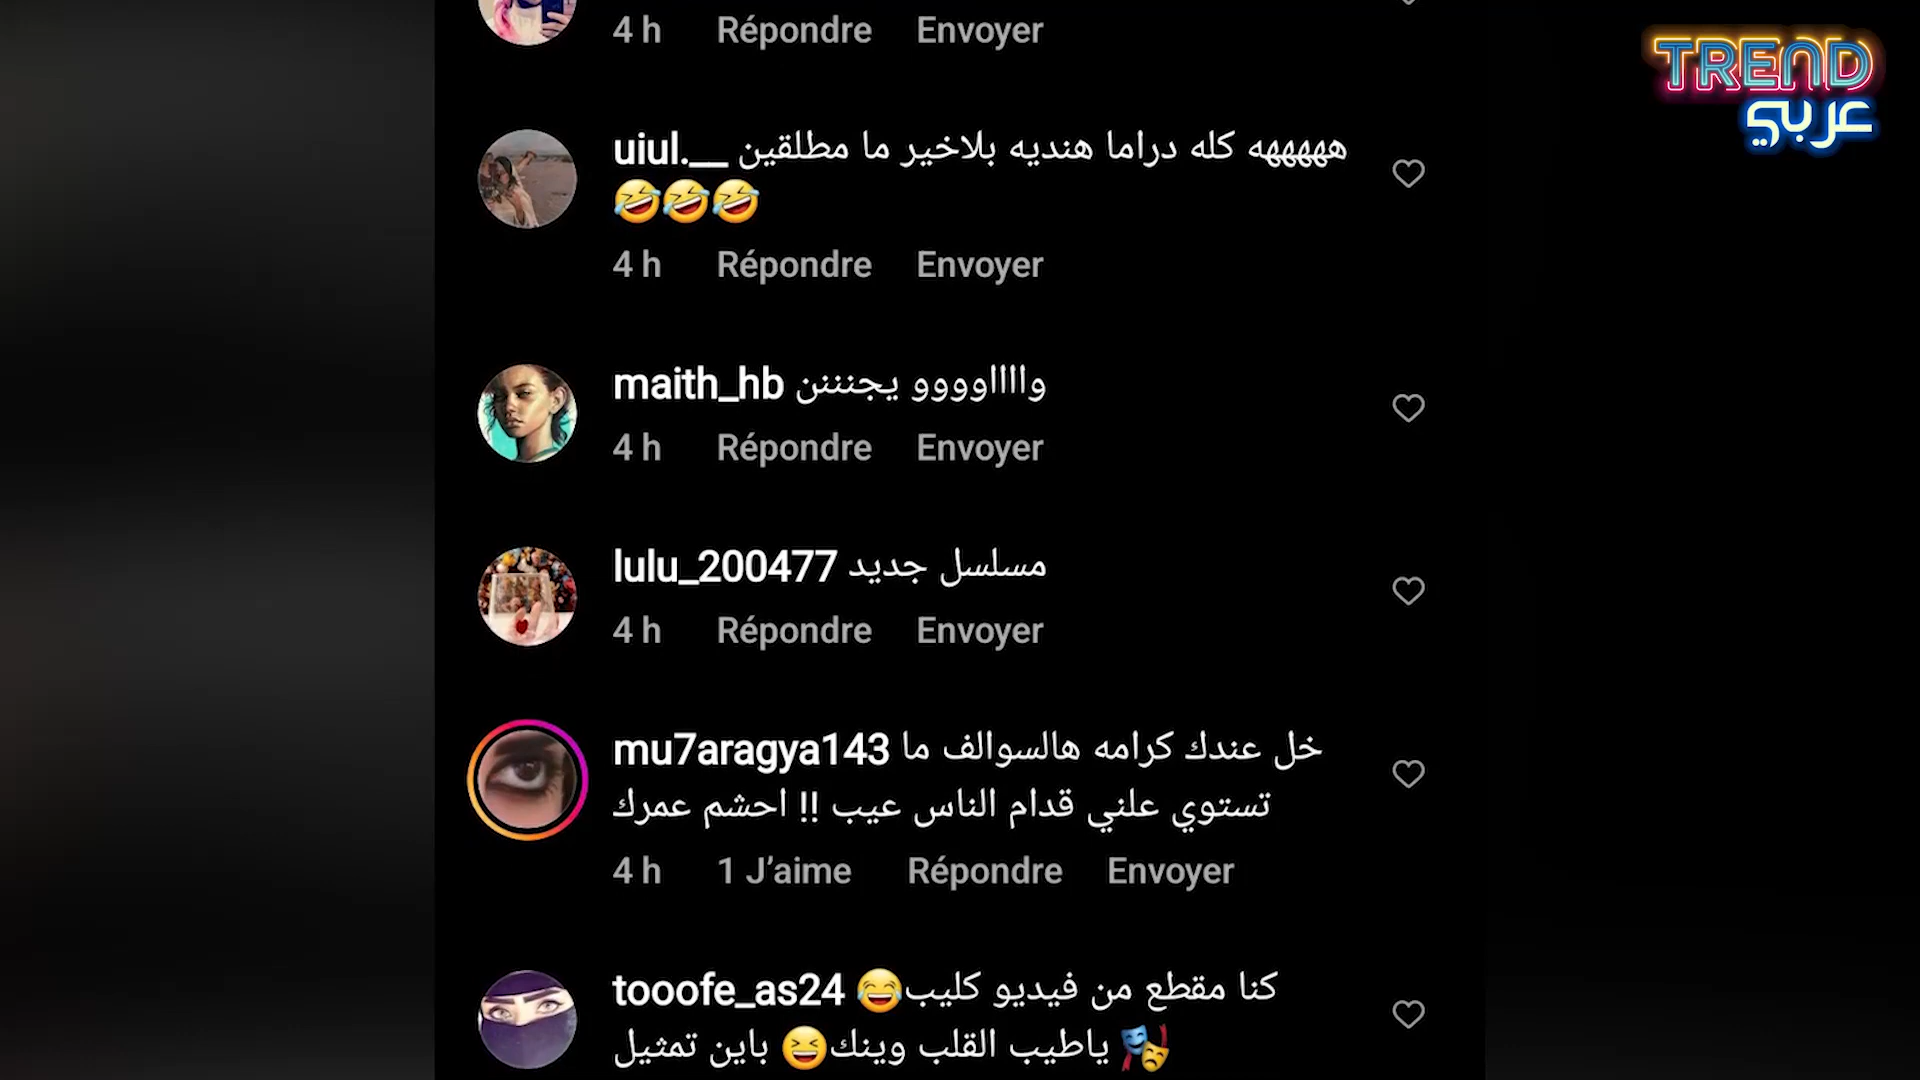 TREND
عربي
4 h Répondre Envoyer
uiul.__ ههههههه كله دراما هنديه بلاخير ما مطلقين
🤣🤣🤣
4 h Répondre Envoyer
maith_hb واااااوووو يجنننن
4 h Répondre Envoyer
lulu_200477 مسلسل جديد
4 h Répondre Envoyer
mu7aragya143 خل عندك كرامه هالسوالف ما
تستوي علني قدام الناس عيب !! احشم عمرك
4 h 1 J’aime Répondre Envoyer
tooofe_as24 كنا مقطع من فيديو كليب😂
🎭 ياطيب القلب وينك😆 باين تمثيل